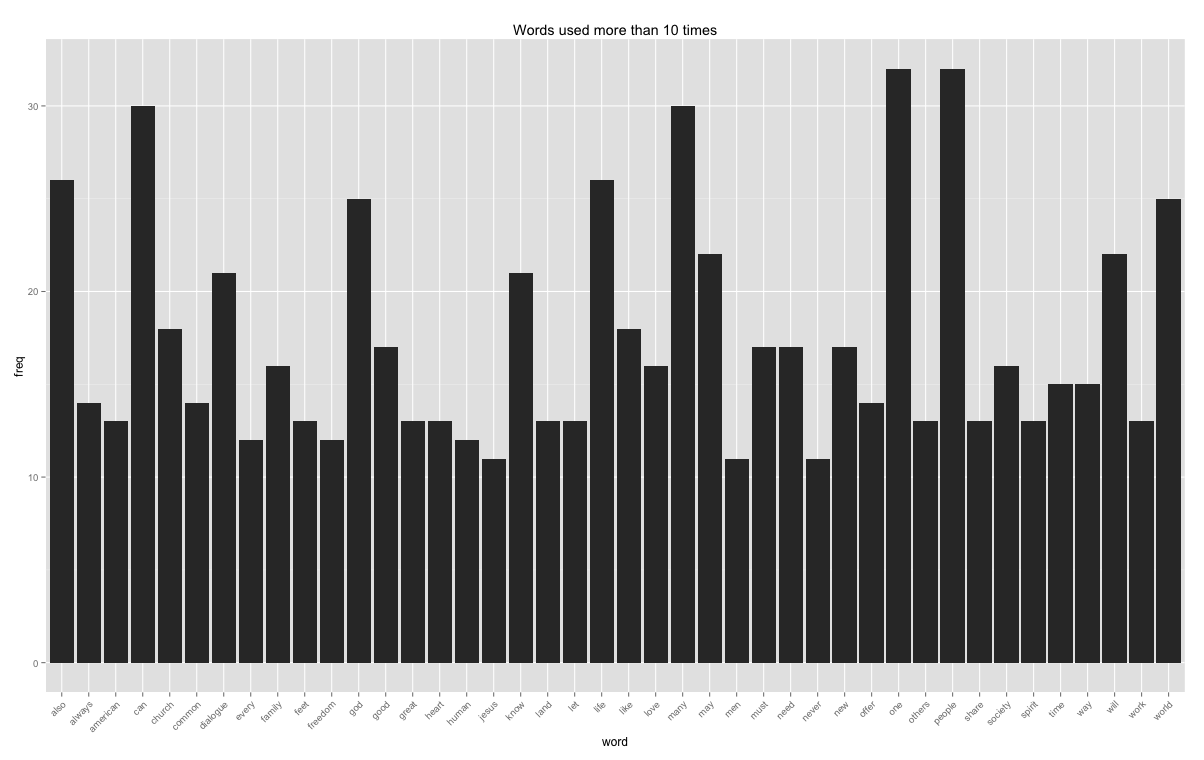 Words used more than 10 times
freq
30
20
10
0
also always american can church common dialogue every family feet freedom god good great heart human jesus know land let life like love many may men must need never new offer one others people share society spirit time way will work world
word